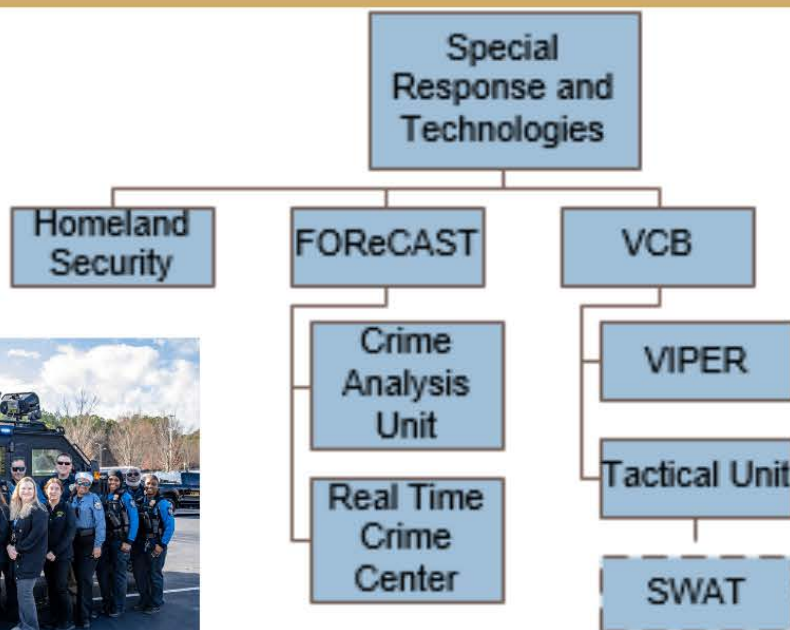 Special
Response and
Technologies
Homeland
Security
FOReCAST
VCB
Crime
Analysis
Unit
VIPER
Real Time
Crime
Center
Tactical Unit
SWAT